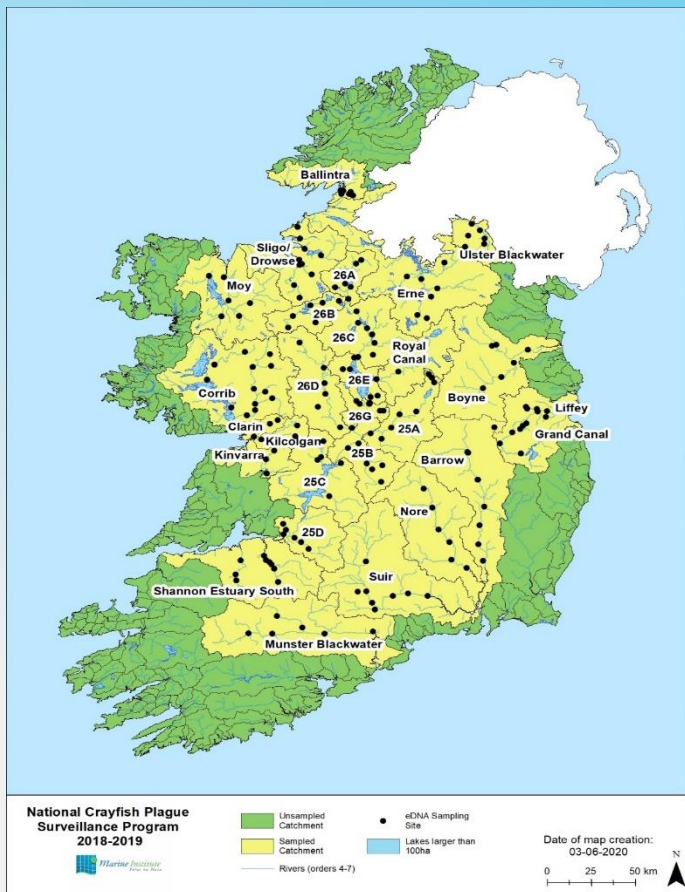 Ballintra
Sligo/
Drowse
Ulster Blackwater
26A
Moy
Erne
26B
26C
Royal
Canal
26E
26D
Boyne
Corrib
26G
Liffey
Clarin
25A
Grand Canal
Kilcolgan
Kinvarra
25B
Barrow
25C
Nore
25D
Suir
Shannon Estuary South
Munster Blackwater
National Crayfish Plague
Surveillance Program
2018-2019
Marine Institute
Unsampled
Catchment
Sampled
Catchment
Rivers (orders 4-7)
eDNA Sampling
Site
Lakes larger than
100ha
Date of map creation:
03-06-2020
N
0 25 50 km